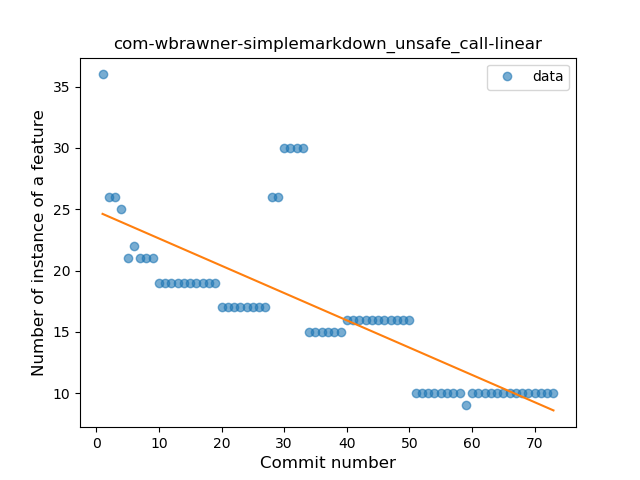 com-wbrawner-simplemarkdown_unsafe_call-linear
data
Number of instance of a feature
35
30
25
20
15
10
0 10 20 30 40 50 60 70
Commit number